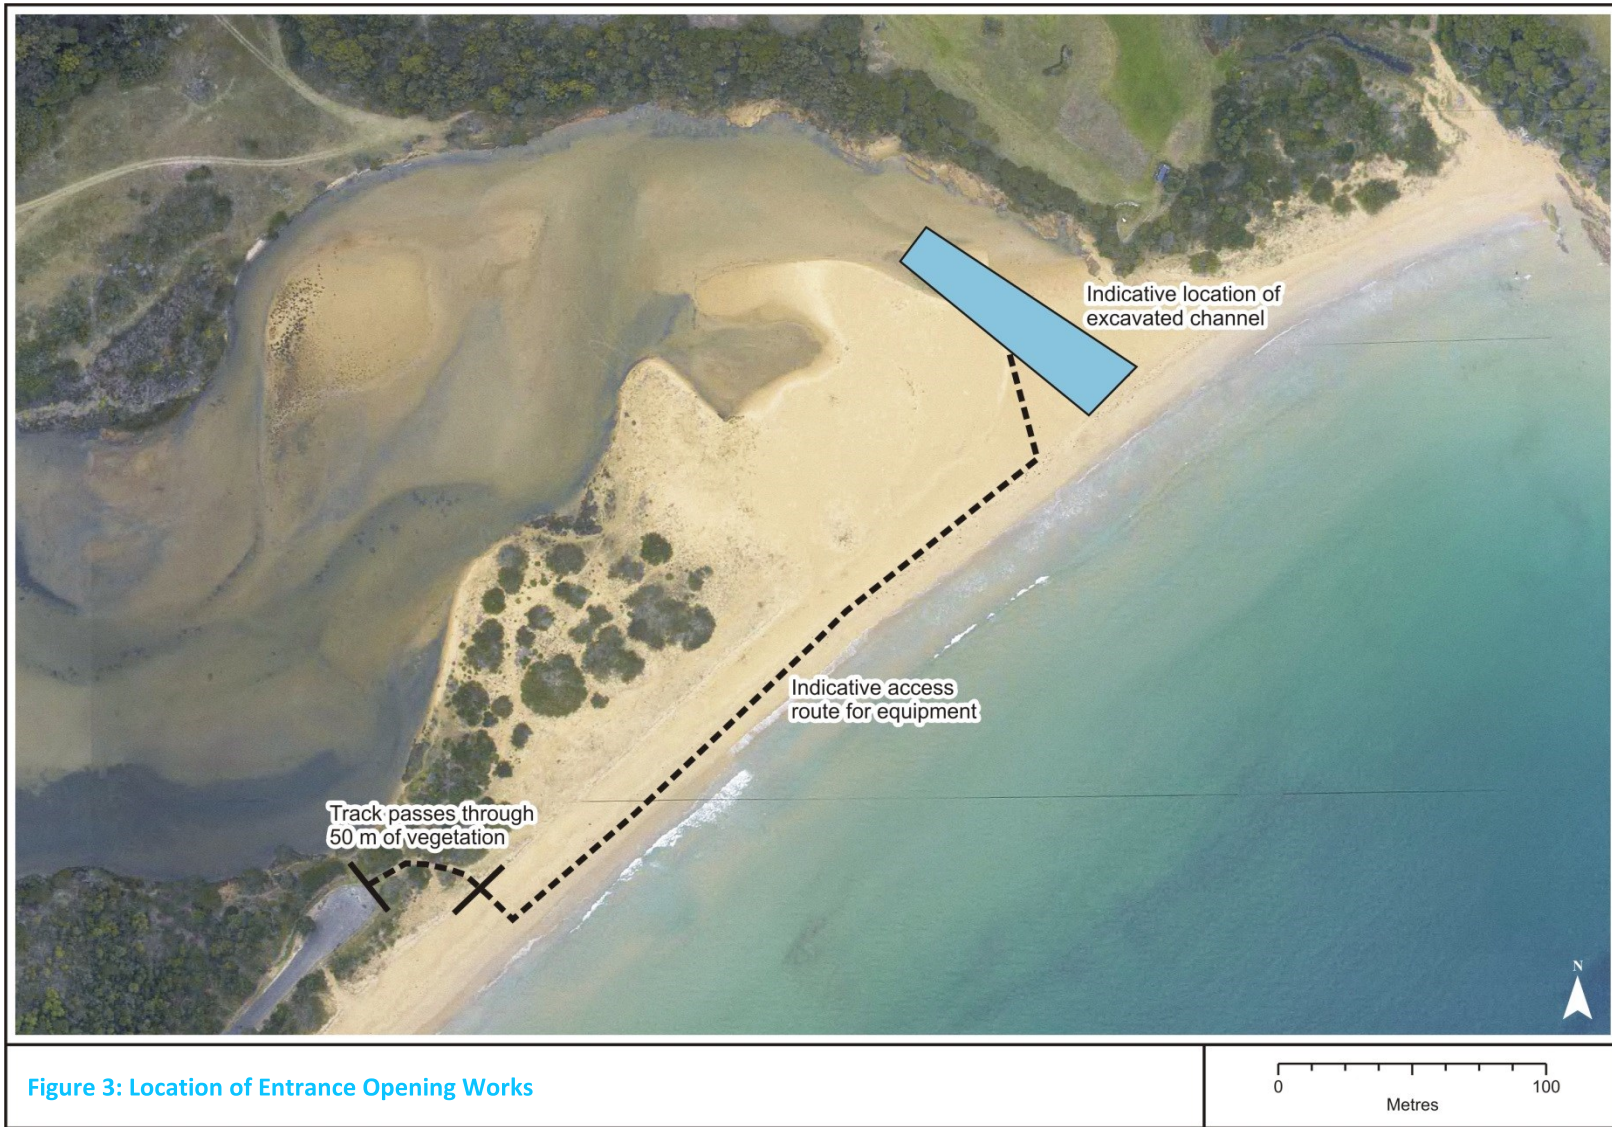 Indicative location of
excavated channel
Indicative access
route for equipment
Track passes through
50 m of vegetation
N
Figure 3: Location of Entrance Opening Works
0 100
Metres